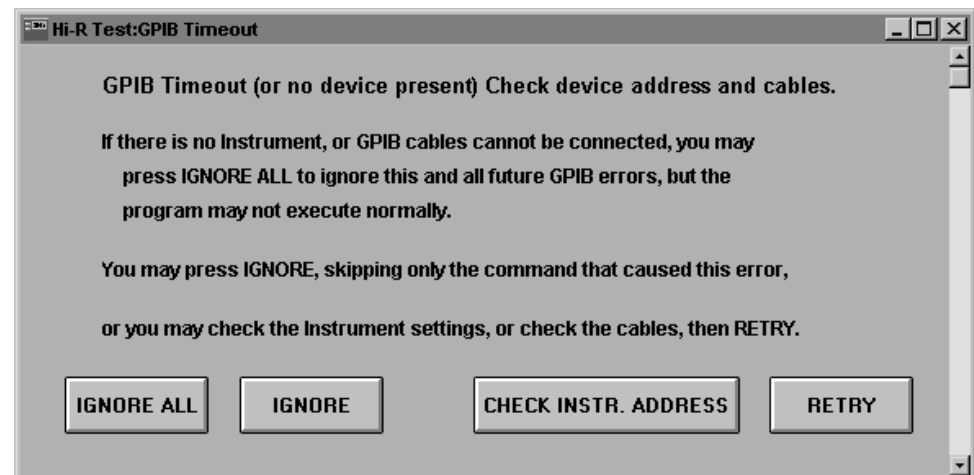 Hi-R Test:GPIB Timeout
GPIB Timeout (or no device present) Check device address and cables.
If there is no Instrument, or GPIB cables cannot be connected, you may
press IGNORE ALL to ignore this and all future GPIB errors, but the
program may not execute normally.
You may press IGNORE, skipping only the command that caused this error,
or you may check the Instrument settings, or check the cables, then RETRY.
IGNORE ALL
IGNORE
CHECK INSTR. ADDRESS
RETRY